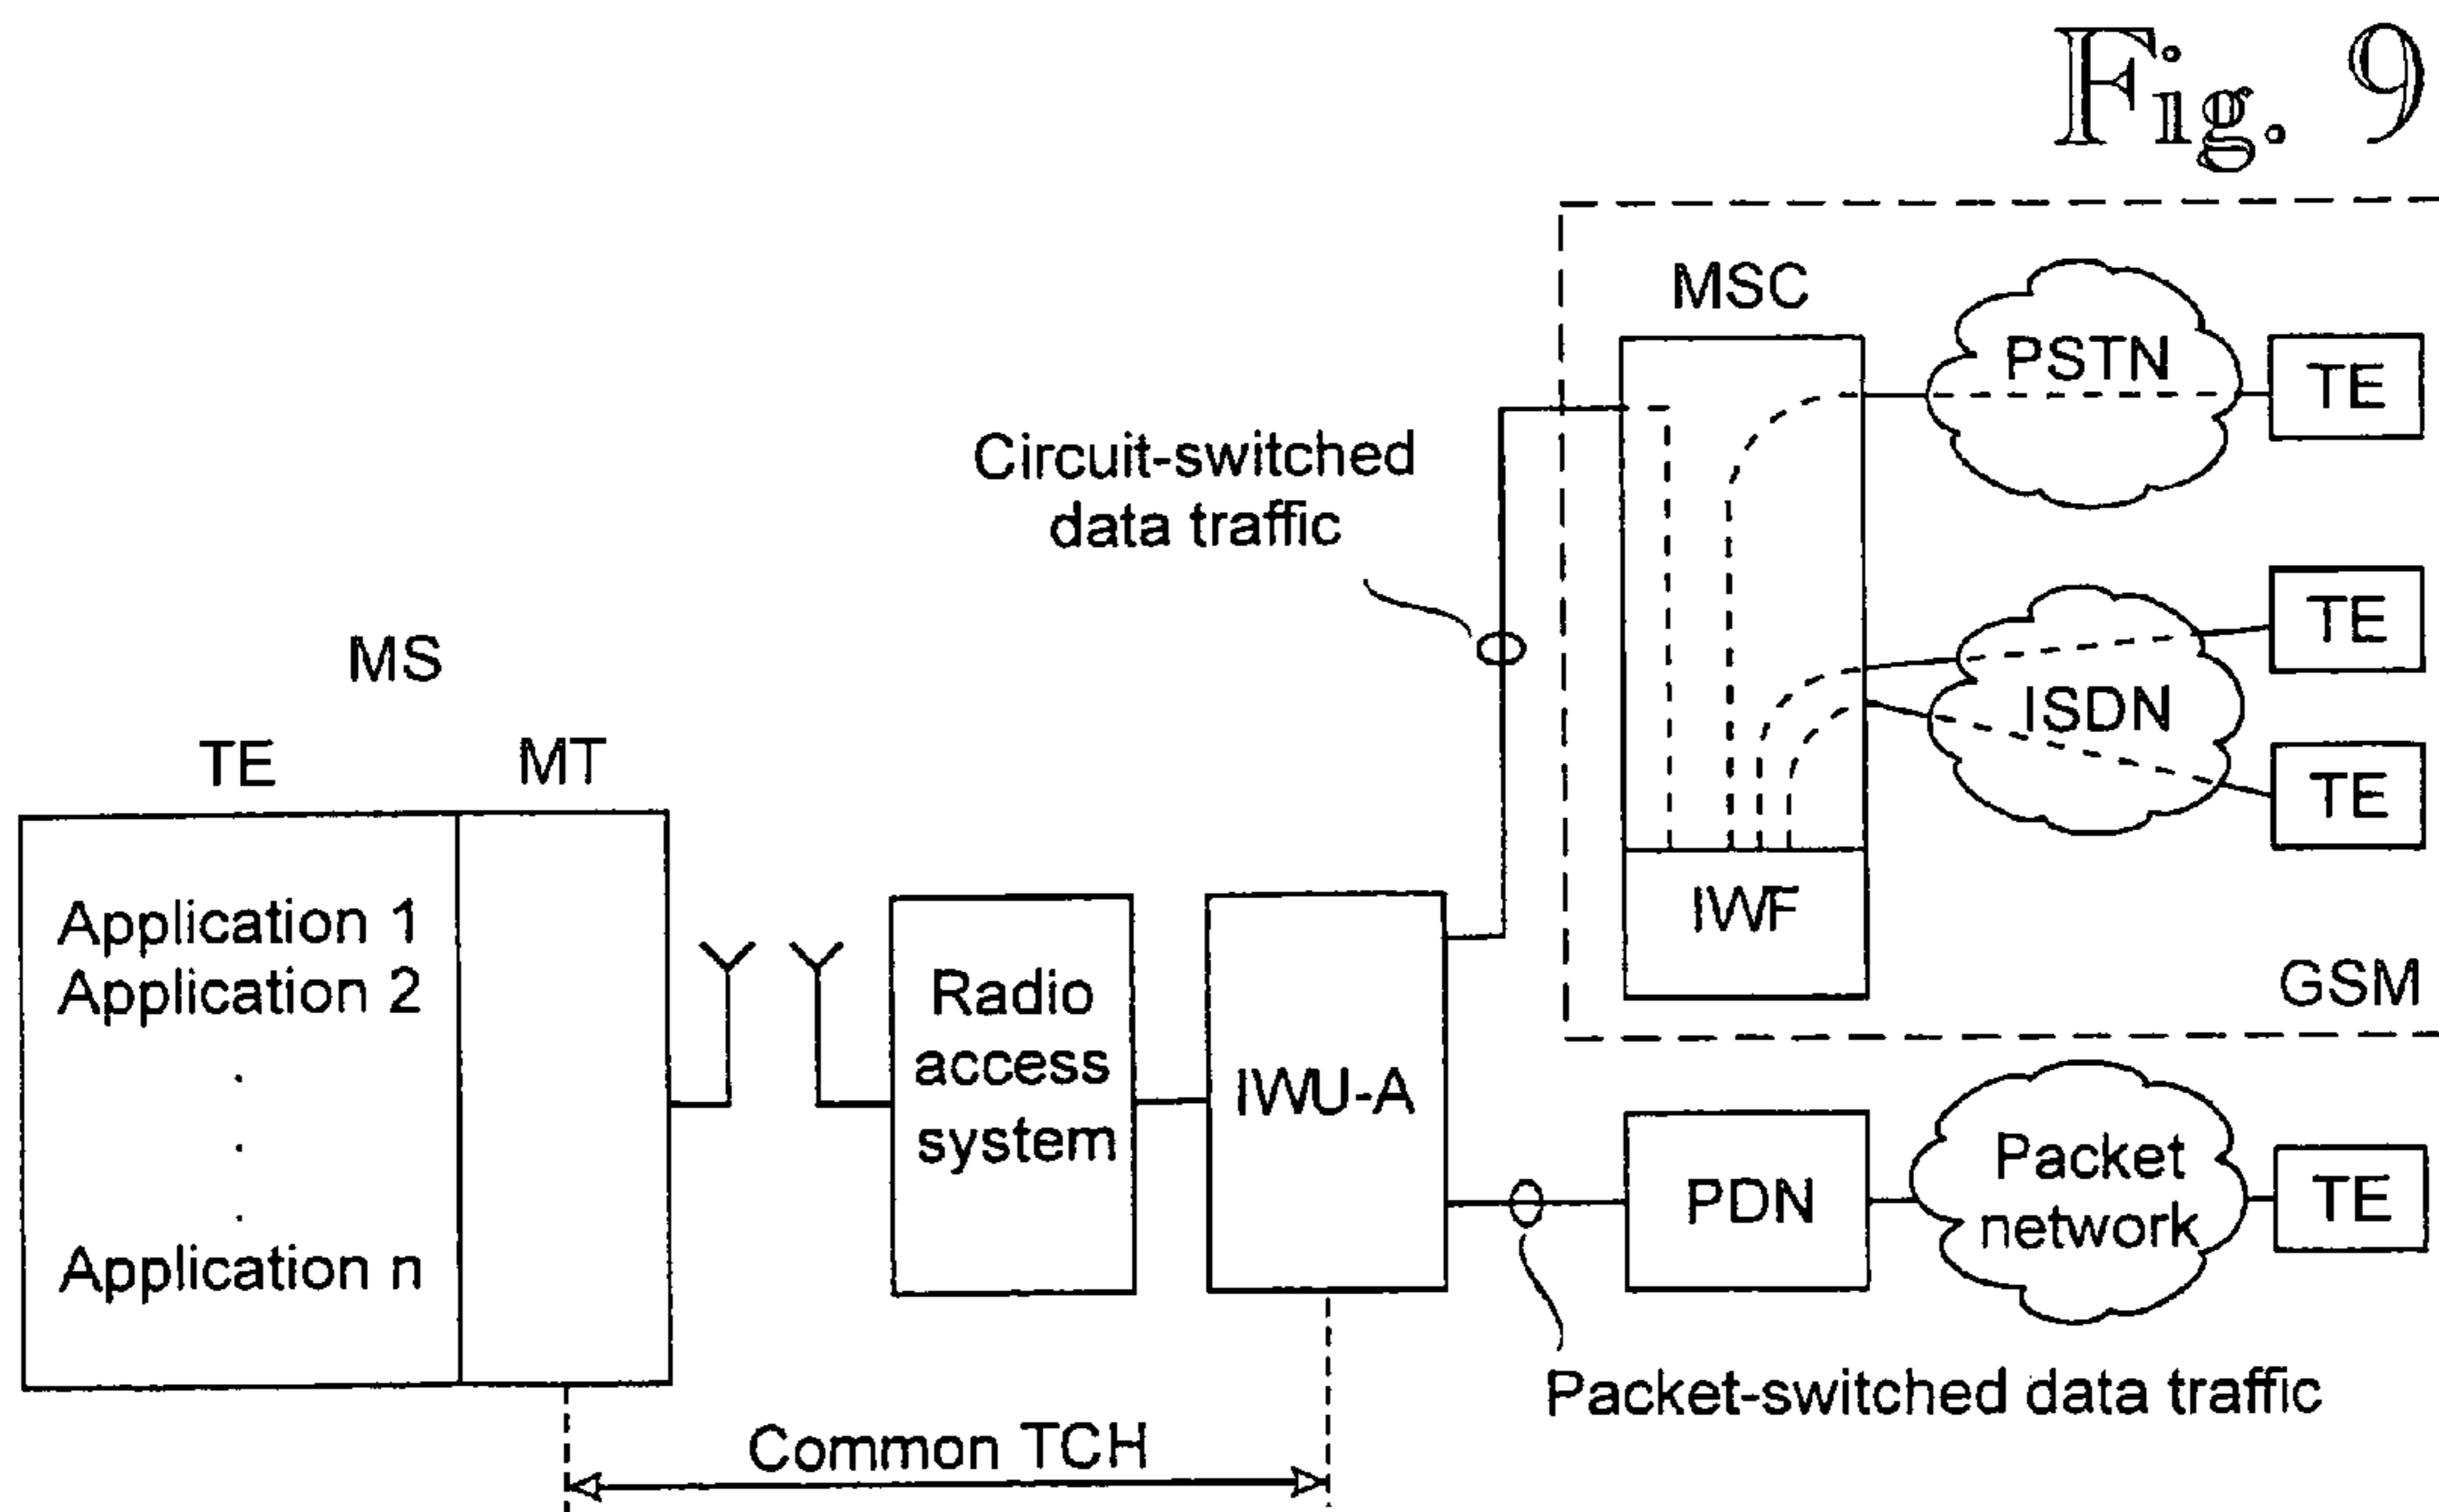 Fig. 9
MSC
PSTN
TE
Circuit-switched
data traffic
TE
ISDN
TE
MS
TE
MT
IWF
GSM
Application 1
Application 2
.
.
.
Application n
Radio
access
system
IWU-A
PDN
Packet
network
TE
Packet-switched data traffic
Common TCH